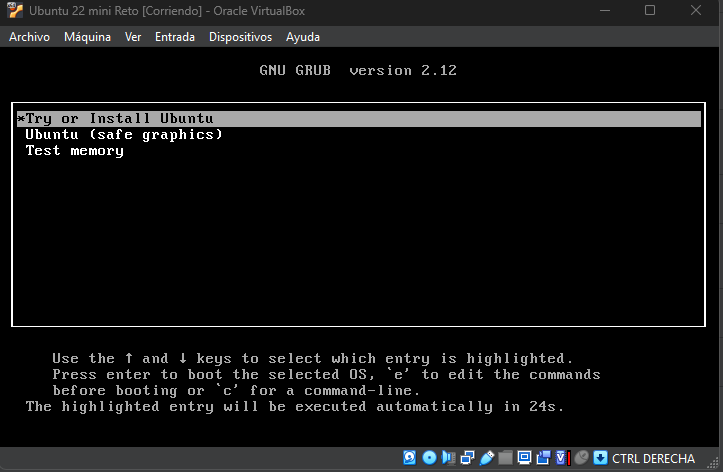 Ubuntu 22 mini Reto [Corriendo] - Oracle VirtualBox
Archivo Máquina Ver Entrada Dispositivos Ayuda
GNU GRUB version 2.12
*Try or Install Ubuntu
Ubuntu (safe graphics)
Test memory
Use the ↑ and ↓ keys to select which entry is highlighted.
Press enter to boot the selected OS, `e' to edit the commands
before booting or `c' for a command-line.
The highlighted entry will be executed automatically in 24s.
CTRL DERECHA